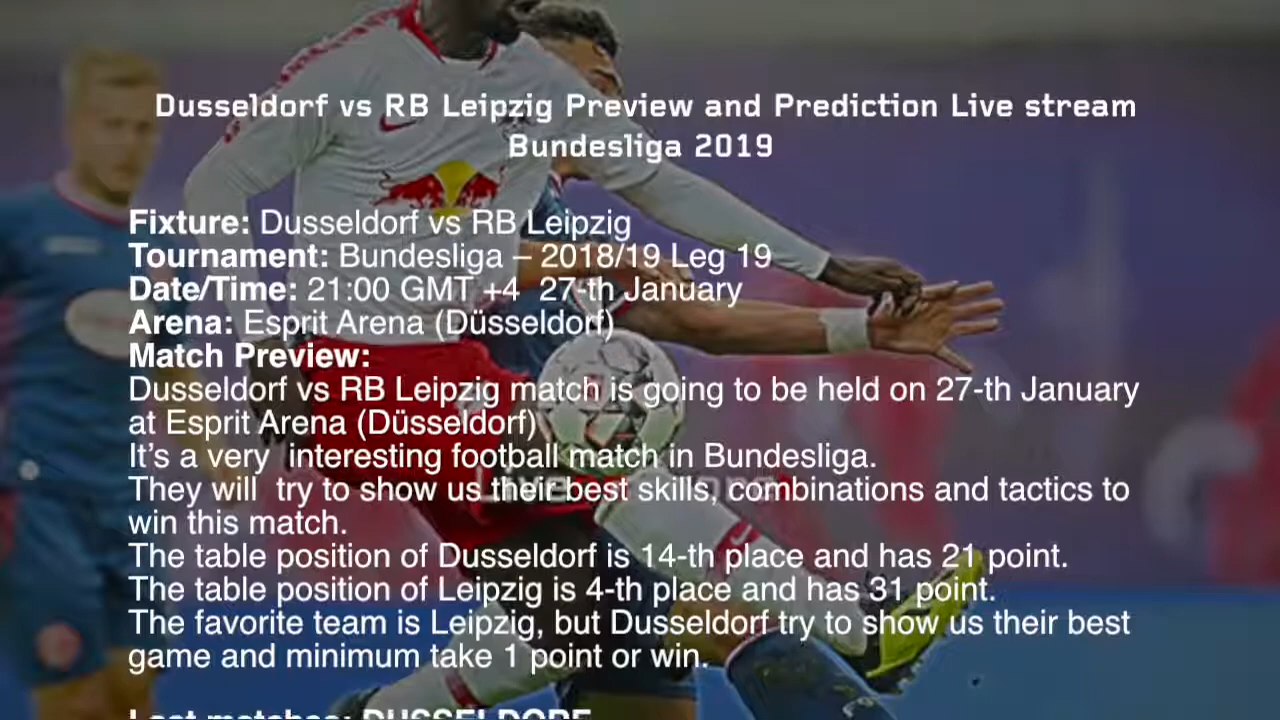 Dusseldorf vs RB Leipzig Preview and Prediction Live stream
Bundesliga 2019
Fixture: Dusseldorf vs RB Leipzig
Tournament: Bundesliga – 2018/19 Leg 19
Date/Time: 21:00 GMT +4  27-th January
Arena: Esprit Arena (Düsseldorf)
Match Preview:
Dusseldorf vs RB Leipzig match is going to be held on 27-th January
at Esprit Arena (Düsseldorf)
It’s a very  interesting football match in Bundesliga.
They will  try to show us their best skills, combinations and tactics to
win this match.
The table position of Dusseldorf is 14-th place and has 21 point.
The table position of Leipzig is 4-th place and has 31 point.
The favorite team is Leipzig, but Dusseldorf try to show us their best
game and minimum take 1 point or win.
Last matches: DUSSELDORF